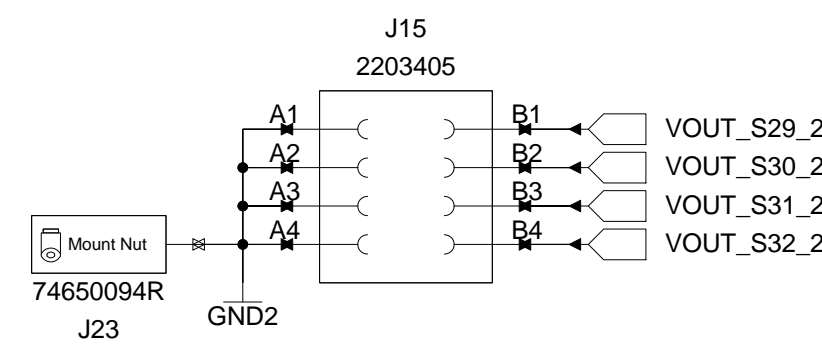 J15
2203405
A1
B1
VOUT_S29_2
A2
B2
VOUT_S30_2
A3
B3
VOUT_S31_2
A4
B4
VOUT_S32_2
Mount Nut
74650094R
J23
GND2